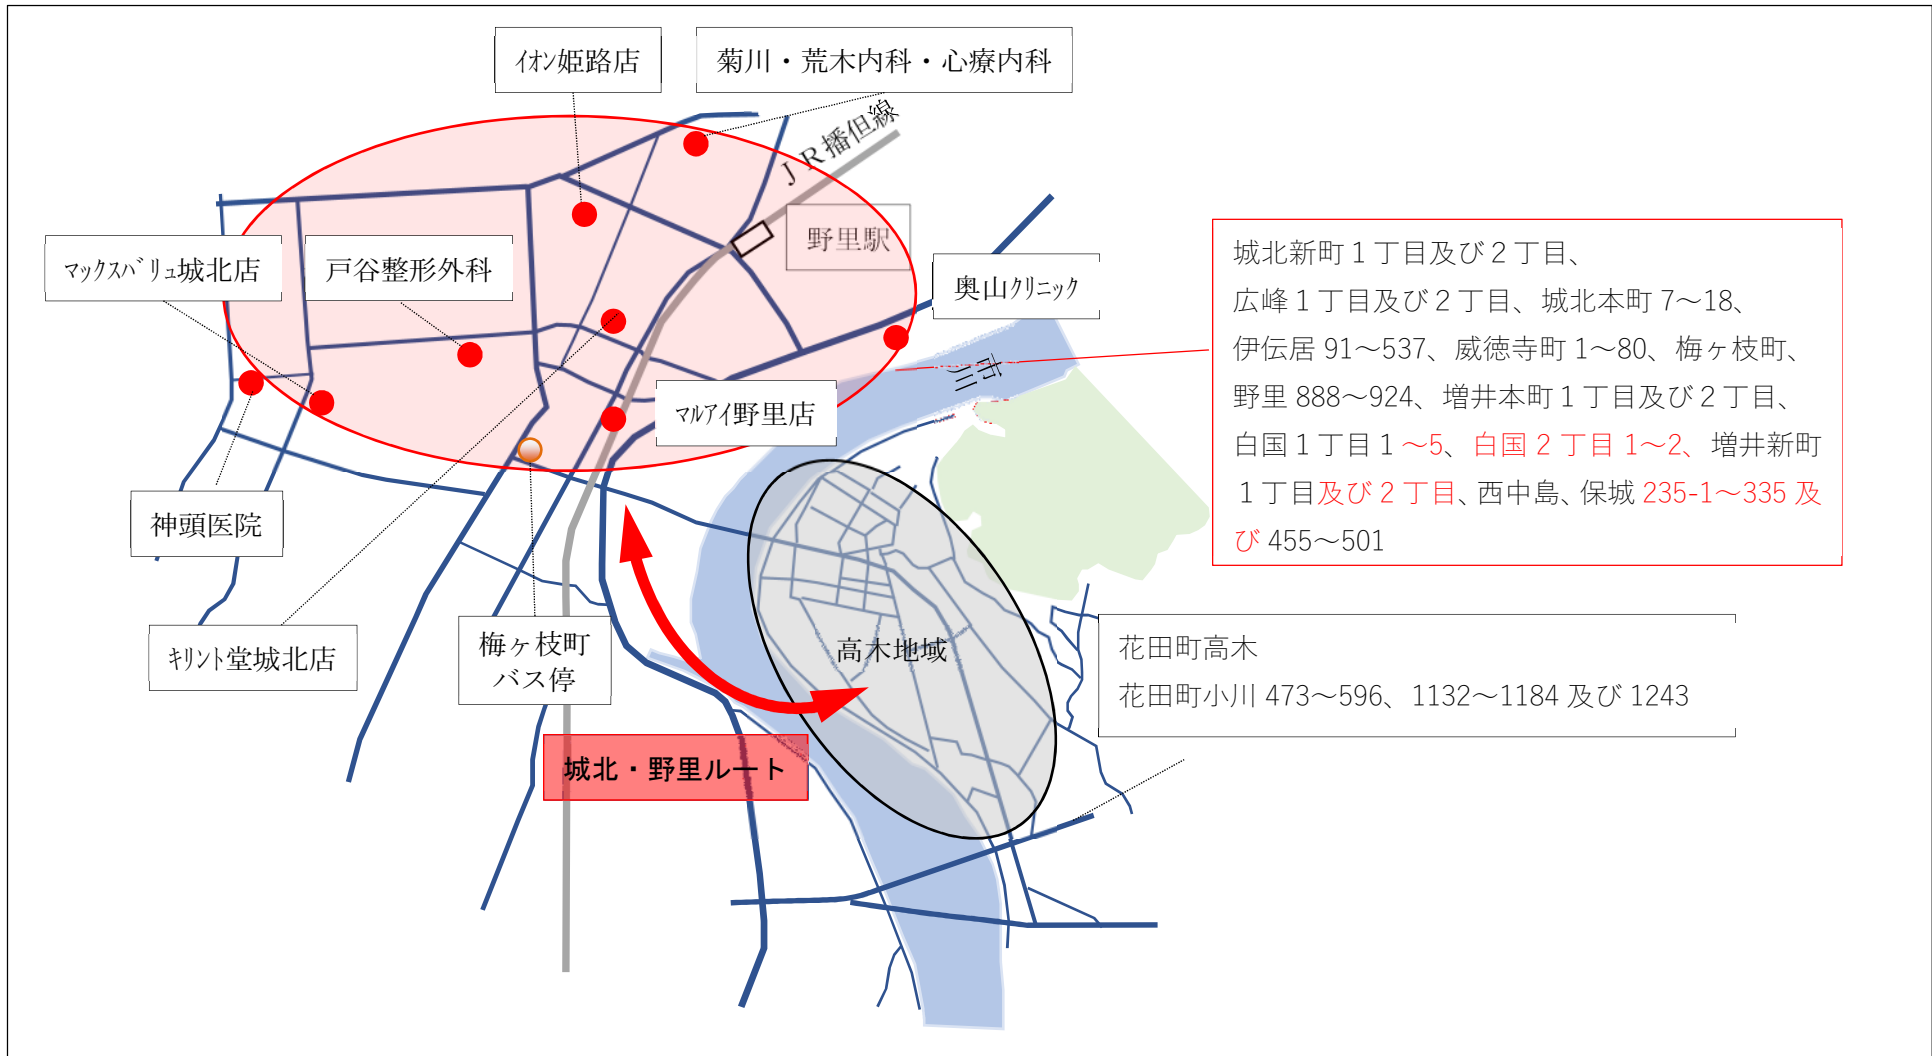 イオン姫路店
菊川・荒木内科・心療内科
ＪＲ播但線
野里駅
マックスバリュ城北店
戸谷整形外科
奥山クリニック
市川
マルアイ野里店
神頭医院
キリント堂城北店
梅ヶ枝町
バス停
高木地域
城北・野里ルート
城北新町１丁目及び２丁目、
広峰１丁目及び２丁目、城北本町 7～18、
伊伝居 91～537、威徳寺町 1～80、梅ヶ枝町、
野里 888～924、増井本町１丁目及び２丁目、
白国１丁目１～5、白国２丁目 1～2、増井新町
１丁目及び２丁目、西中島、保城 235-1～335 及
び 455～501
花田町高木
花田町小川 473～596、1132～1184 及び 1243